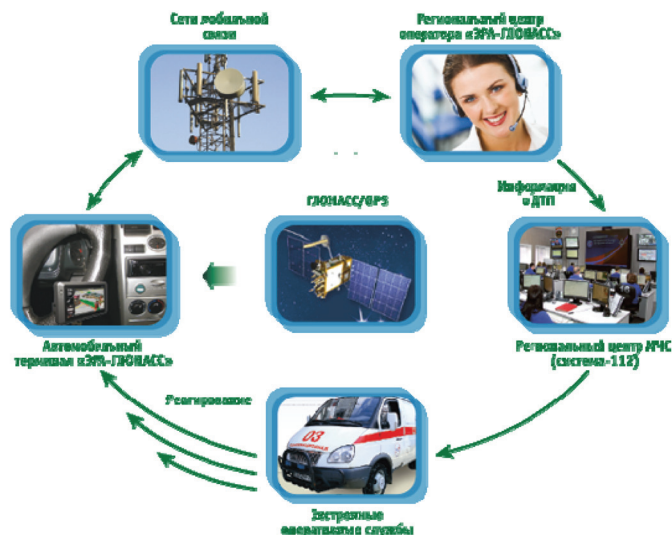 Сети мобильной
связи
Региональный центр
оператора «ЭРА-ГЛОНАСС»
Информация
о ДТП
ГЛОНАСС/GPS
Автомобильный
терминал «ЭРА-ГЛОНАСС»
Региональный центр МЧС
(система-112)
Реагирование
03
Экстренные
оперативные службы